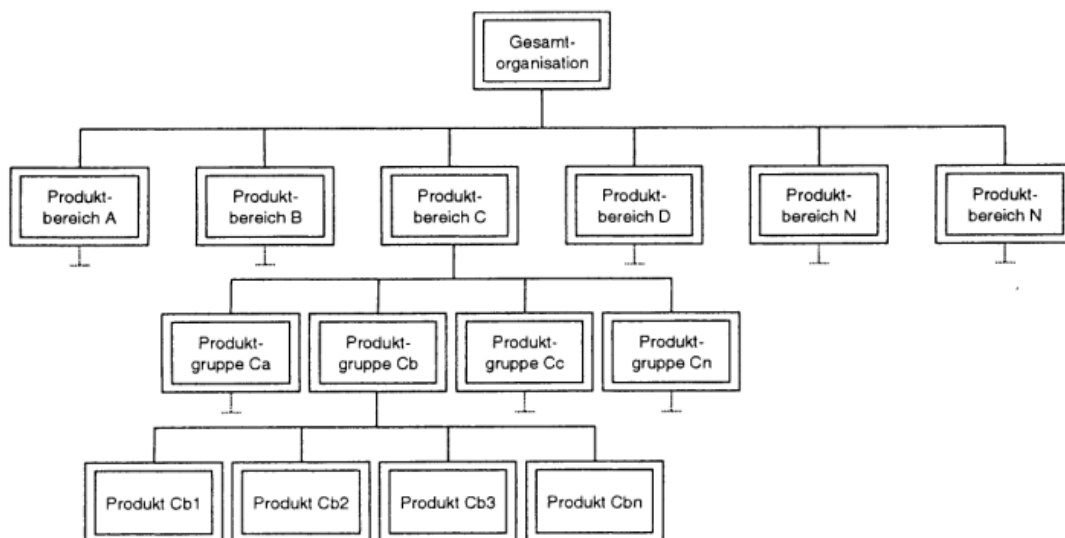 Gesamt-
organisation
Produkt-
bereich A
Produkt-
bereich B
Produkt-
bereich C
Produkt-
bereich D
Produkt-
bereich N
Produkt-
bereich N
Produkt-
gruppe Ca
Produkt-
gruppe Cb
Produkt-
gruppe Cc
Produkt-
gruppe Cn
Produkt Cb1
Produkt Cb2
Produkt Cb3
Produkt Cbn